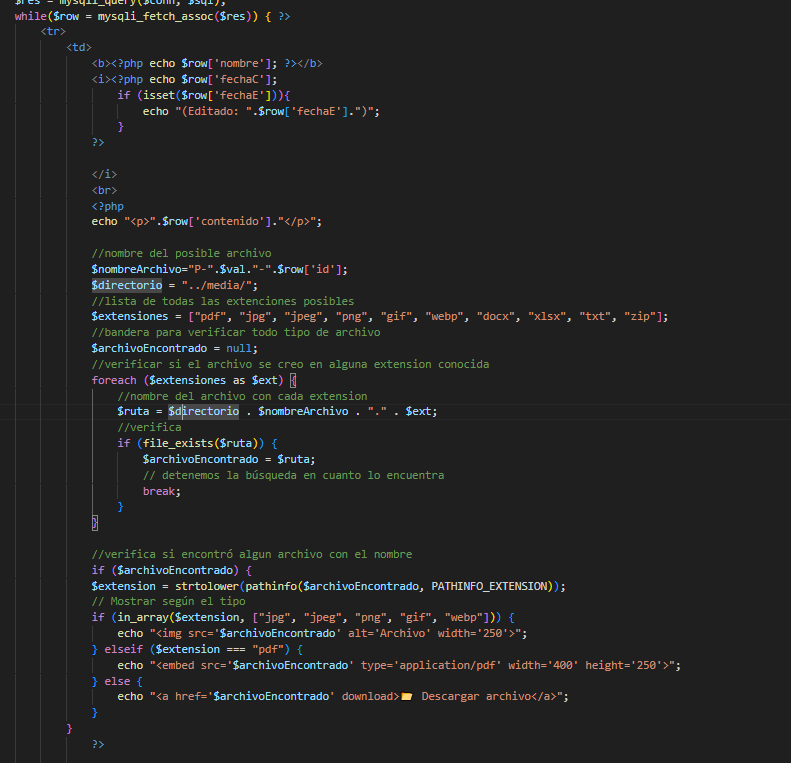 $res = mysqli_query($conn, $sql);
while($row = mysqli_fetch_assoc($res)) { ?>
<tr>
<td>
<b><?php echo $row['nombre']; ?></b>
<i><?php echo $row['fechaC'];
if (isset($row['fechaE'])){
echo "(Editado: ".$row['fechaE'].")";
}
?>
</i>
<br>
<?php
echo "<p>".$row['contenido']."</p>";
//nombre del posible archivo
$nombreArchivo="P-".$val."-".$row['id'];
$directorio = "../media/";
//lista de todas las extenciones posibles
$extensiones = ["pdf", "jpg", "jpeg", "png", "gif", "webp", "docx", "xlsx", "txt", "zip"];
//bandera para verificar todo tipo de archivo
$archivoEncontrado = null;
//verificar si el archivo se creo en alguna extension conocida
foreach ($extensiones as $ext) {
//nombre del archivo con cada extension
$ruta = $directorio . $nombreArchivo . "." . $ext;
//verifica
if (file_exists($ruta)) {
$archivoEncontrado = $ruta;
// detenemos la búsqueda en cuanto lo encuentra
break;
}
}
//verifica si encontró algun archivo con el nombre
if ($archivoEncontrado) {
$extension = strtolower(pathinfo($archivoEncontrado, PATHINFO_EXTENSION));
// Mostrar según el tipo
if (in_array($extension, ["jpg", "jpeg", "png", "gif", "webp"])) {
echo "<img src='$archivoEncontrado' alt='Archivo' width='250'>";
} elseif ($extension === "pdf") {
echo "<embed src='$archivoEncontrado' type='application/pdf' width='400' height='250'>";
} else {
echo "<a href='$archivoEncontrado' download>📂 Descargar archivo</a>";
}
}
?>